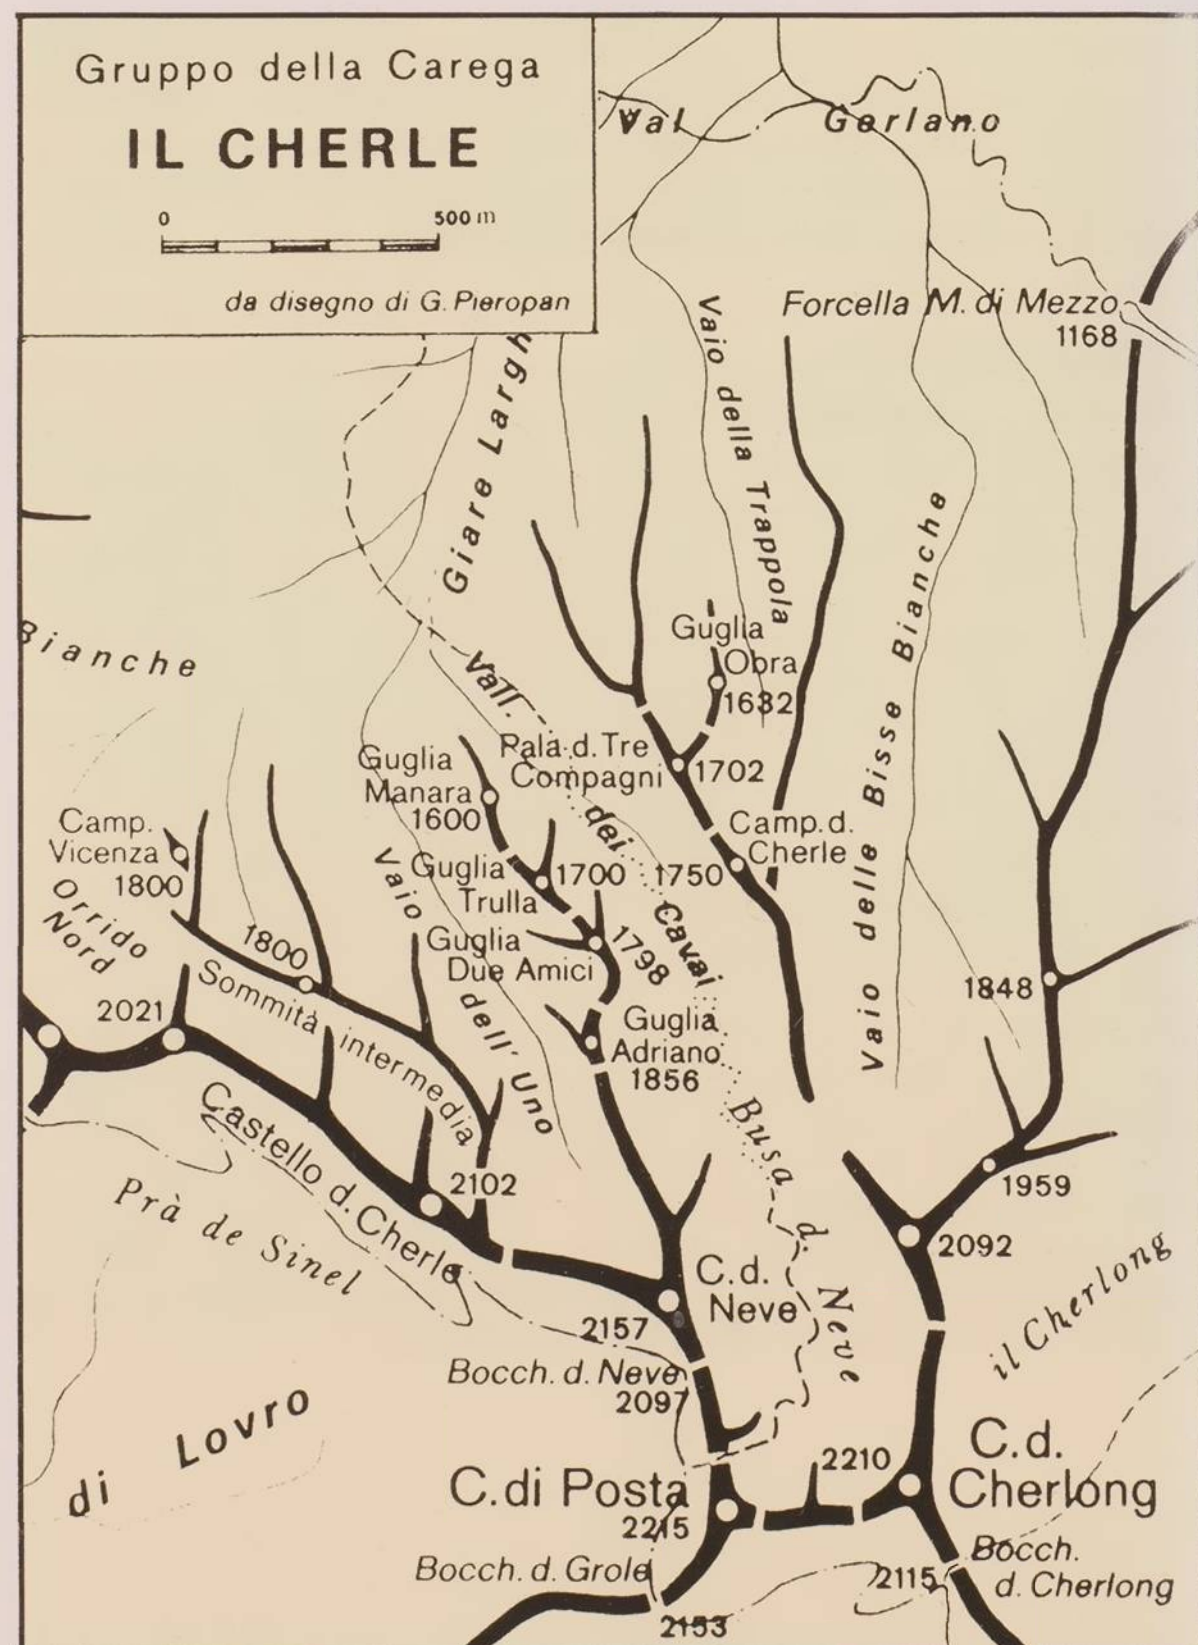 Gruppo della Carega
IL CHERLE
0 500 m
da disegno di G. Pieropan
Val Gerlano
Forcella M. di Mezzo
1168
Vaio della Trappola
Giare Largh
Vaio delle Bisse Bianche
Bianche
Guglia
Obra
1632
Vall. dei Cavai
Pala d. Tre
Compagni
1702
Guglia
Manara
1600
Camp. d.
Cherle
1750
Camp.
Vicenza
1800
Guglia
Trulla
1700
Orrido
Nord
Vaio dell' Uno
Guglia
Due Amici
1798
1800
Sommità intermedia
1848
2021
Guglia
Adriano
1856
Castello d. Cherle
Busa d. Neve
2102
1959
Prà de Sinel
2092
C.d.
Neve
2157
il Cherlong
Bocch. d. Neve
2097
di Lovro
C.d.
Cherlong
2210
C.di Posta
2215
Bocch. d. Grole
2153
Bocch.
d. Cherlong
2115